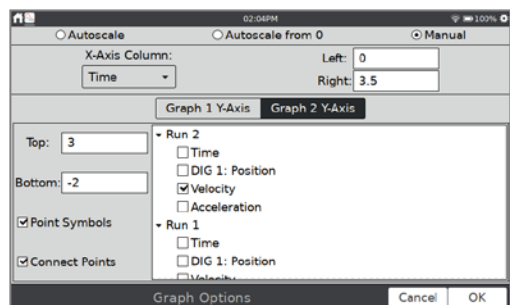 02:04PM 100%
Autoscale Autoscale from 0 Manual
X-Axis Column: Left: 0
Time Right: 3.5
Graph 1 Y-Axis Graph 2 Y-Axis
Top: 3
Bottom: -2
Point Symbols
Connect Points
Run 2
Time
DIG 1: Position
Velocity
Acceleration
Run 1
Time
DIG 1: Position
Velocity
Graph Options Cancel OK